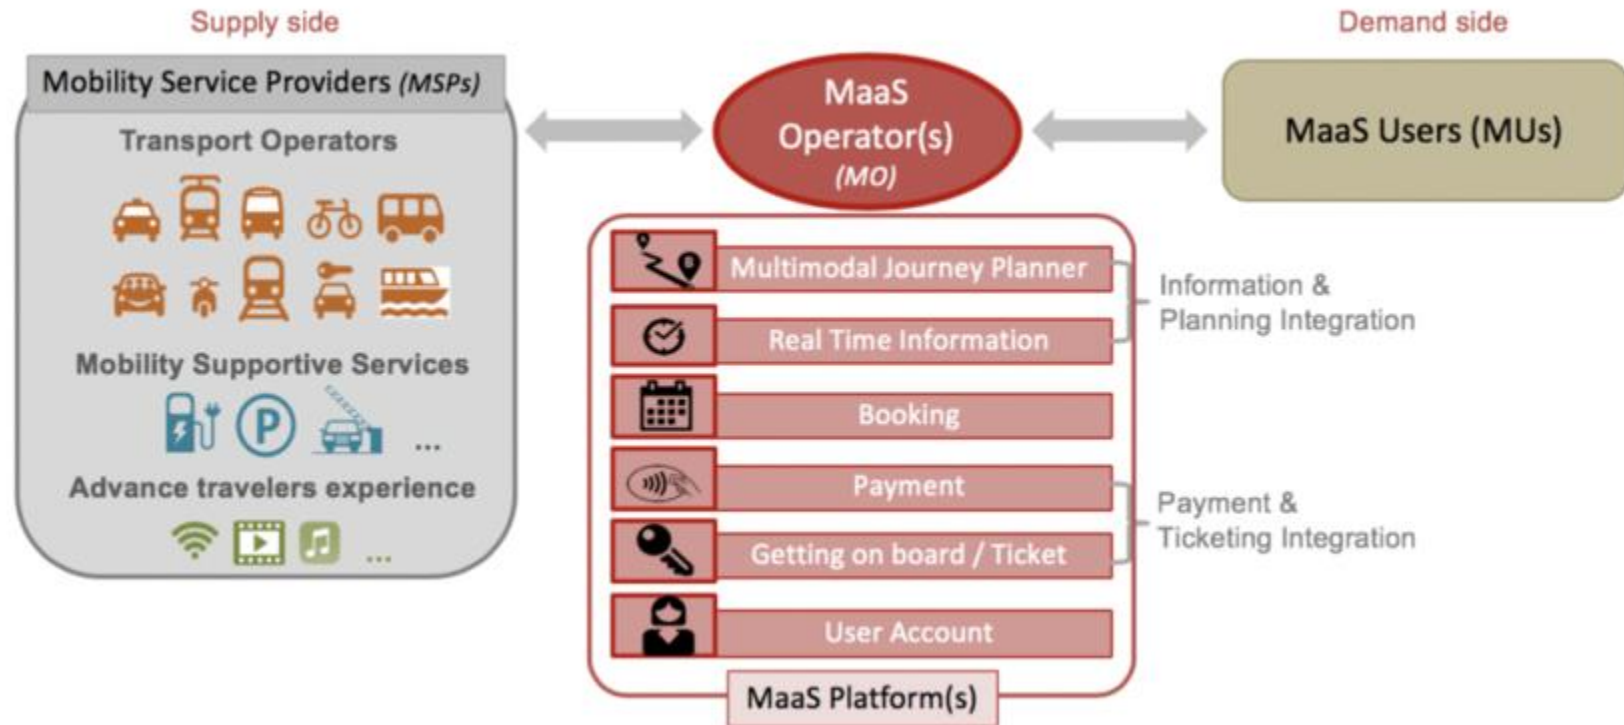 Supply side
Mobility Service Providers (MSPs)
Transport Operators
Mobility Supportive Services
P
...
Advance travelers experience
...
MaaS
Operator(s)
(MO)
Multimodal Journey Planner
Real Time Information
Booking
Payment
Getting on board / Ticket
User Account
MaaS Platform(s)
Information &
Planning Integration
Payment &
Ticketing Integration
Demand side
MaaS Users (MUs)